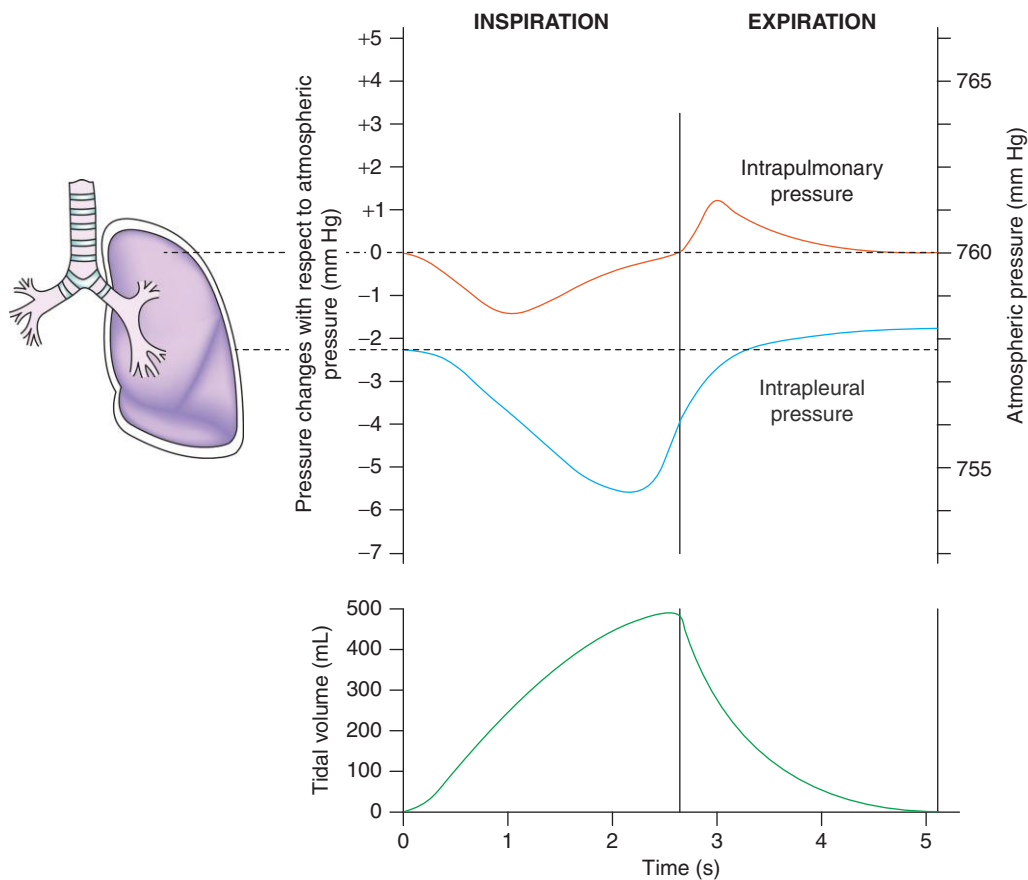 INSPIRATION
EXPIRATION
Pressure changes with respect to atmospheric
pressure (mm Hg)
+5
+4
+3
+2
+1
0
−1
−2
−3
−4
−5
−6
−7
Intrapulmonary
pressure
Intrapleural
pressure
765
760
755
Atmospheric pressure (mm Hg)
Tidal volume (mL)
500
400
300
200
100
0
0
1
2
3
4
5
Time (s)